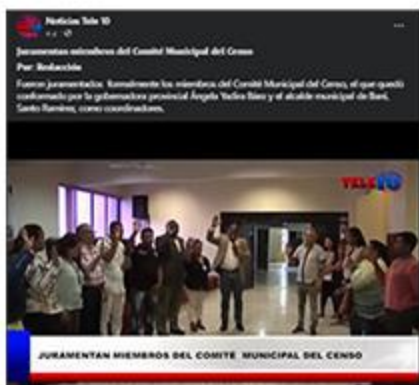 Noticias Tele 10
Juramentan miembros del Comité Municipal del Censo
Por: Redacción
Fueron juramentados formalmente los miembros del Comité Municipal del Censo, el que quedó
conformado por la gobernadora provincial Ángela Yadira Báez y el alcalde municipal de Baní,
Santo Ramírez, como coordinadores.
TELE 10
JURAMENTAN MIEMBROS DEL COMITÉ MUNICIPAL DEL CENSO